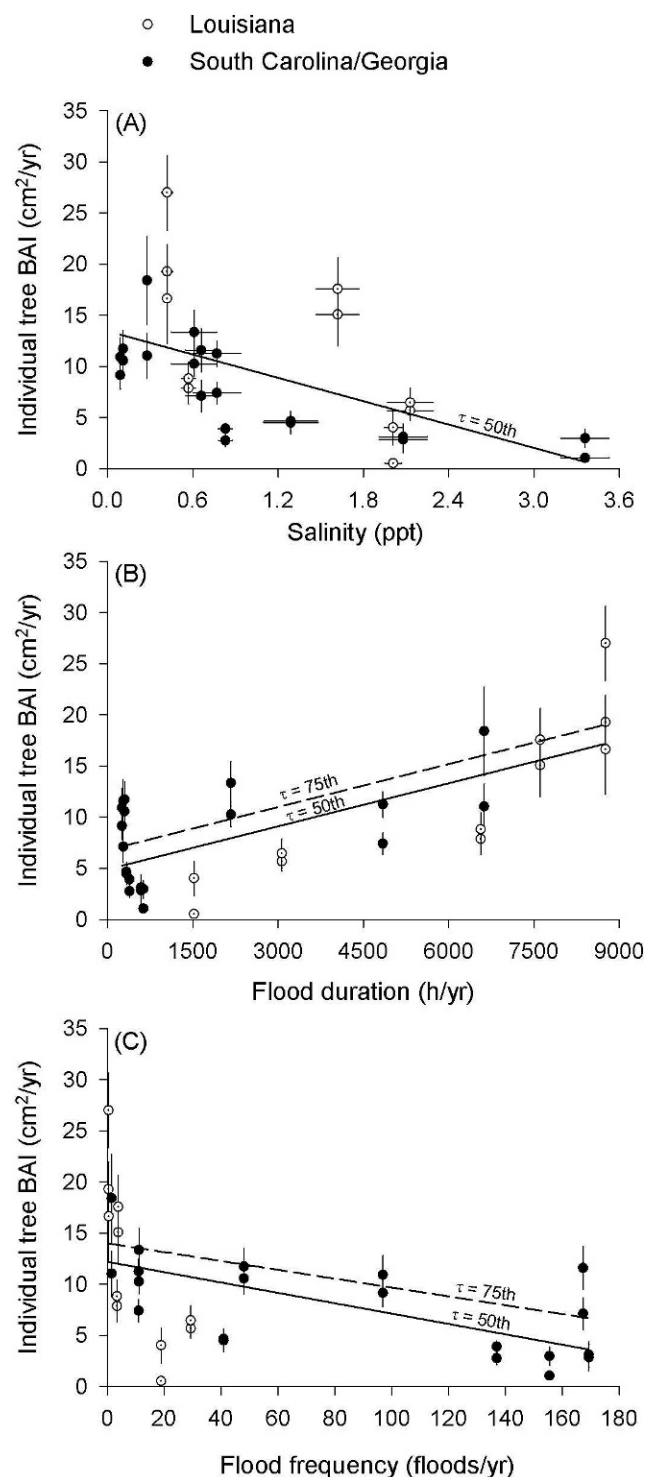 Louisiana
South Carolina/Georgia
(A)
Individual tree BAI (cm²/yr)
35
30
25
20
15
10
5
0
τ = 50th
0.0 0.6 1.2 1.8 2.4 3.0 3.6
Salinity (ppt)
(B)
Individual tree BAI (cm²/yr)
35
30
25
20
15
10
5
0
τ = 75th
τ = 50th
0 1500 3000 4500 6000 7500 9000
Flood duration (h/yr)
(C)
Individual tree BAI (cm²/yr)
35
30
25
20
15
10
5
0
τ = 75th
τ = 50th
0 20 40 60 80 100 120 140 160 180
Flood frequency (floods/yr)